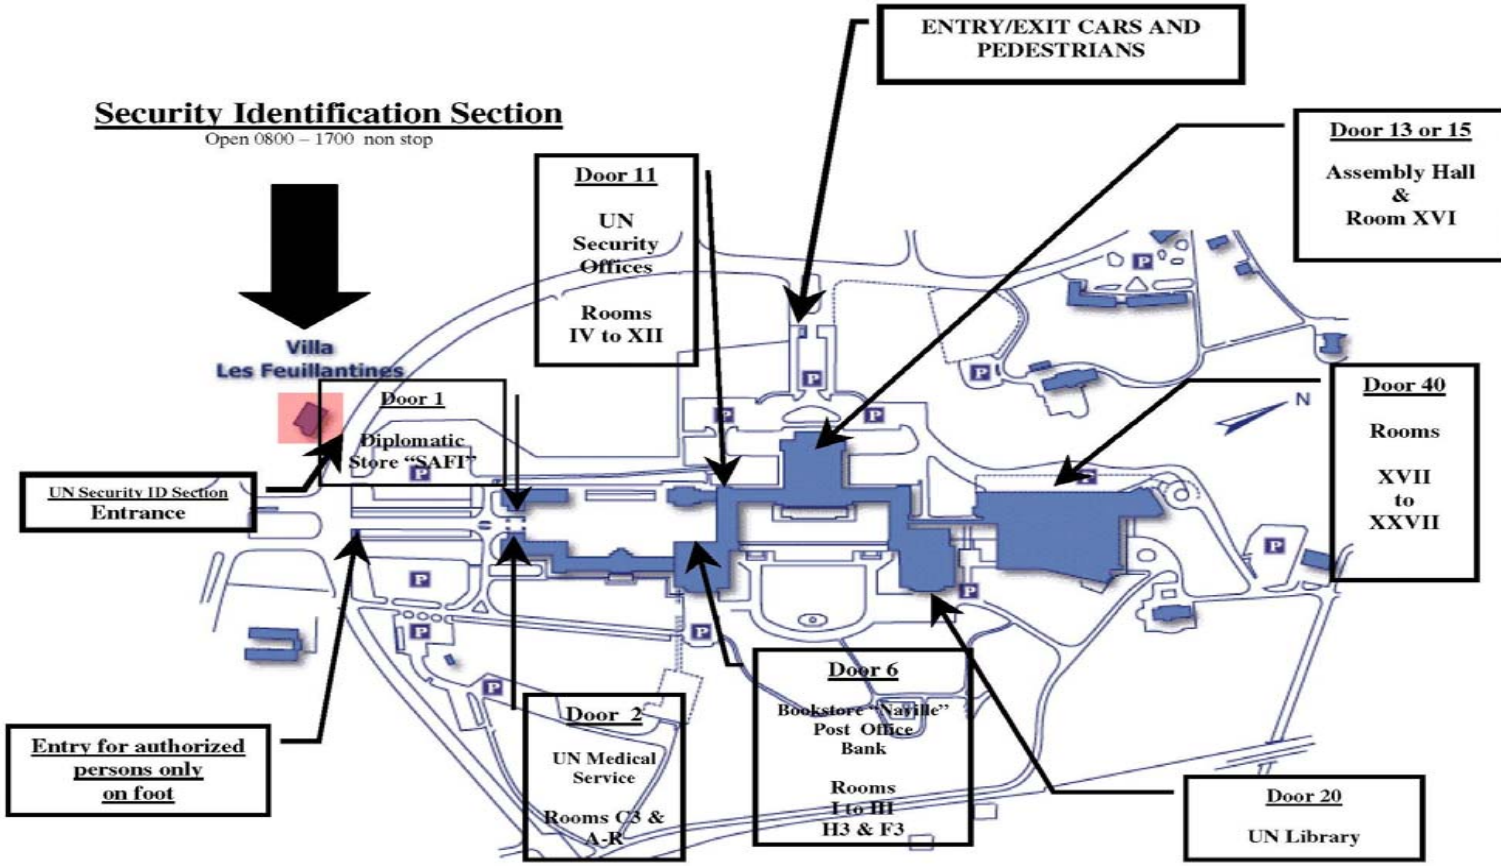 ENTRY/EXIT CARS AND
PEDESTRIANS
Security Identification Section
Open 0800 – 1700 non stop
Door 13 or 15
Assembly Hall
&
Room XVI
Door 11
UN
Security
Offices
Rooms
IV to XII
Villa
Les Feuillantines
Door 1
Diplomatic
Store “SAFI”
UN Security ID Section
Entrance
Door 40
Rooms
XVII
to
XXVII
N
P
P
P
P
P
P
P
P
P
P
P
P
P
Entry for authorized
persons only
on foot
Door 2
UN Medical
Service
Rooms C3 &
A-R
Door 6
Bookstore “Naville”
Post Office
Bank
Rooms
I to III
H3 & F3
Door 20
UN Library